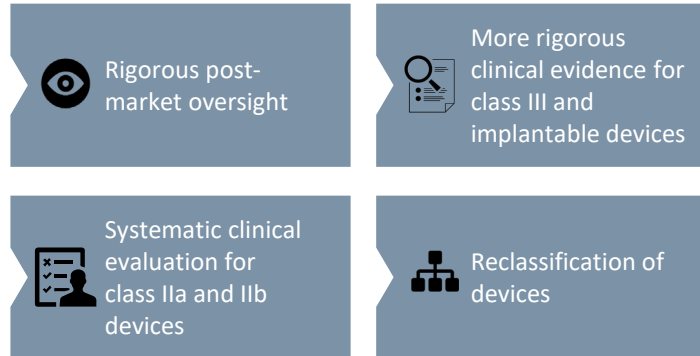 Rigorous post-
market oversight
More rigorous
clinical evidence for
class III and
implantable devices
Systematic clinical
evaluation for
class IIa and IIb
devices
Reclassification of
devices